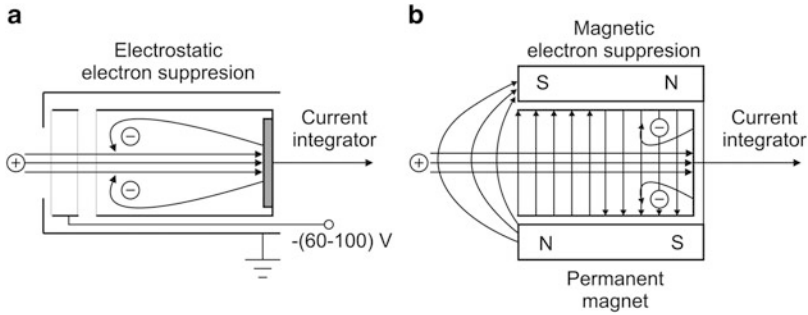 a
Electrostatic
electron suppresion
Current
integrator
+
−
−
-(60-100) V
b
Magnetic
electron suppresion
S N
Current
integrator
+
−
−
N S
Permanent
magnet